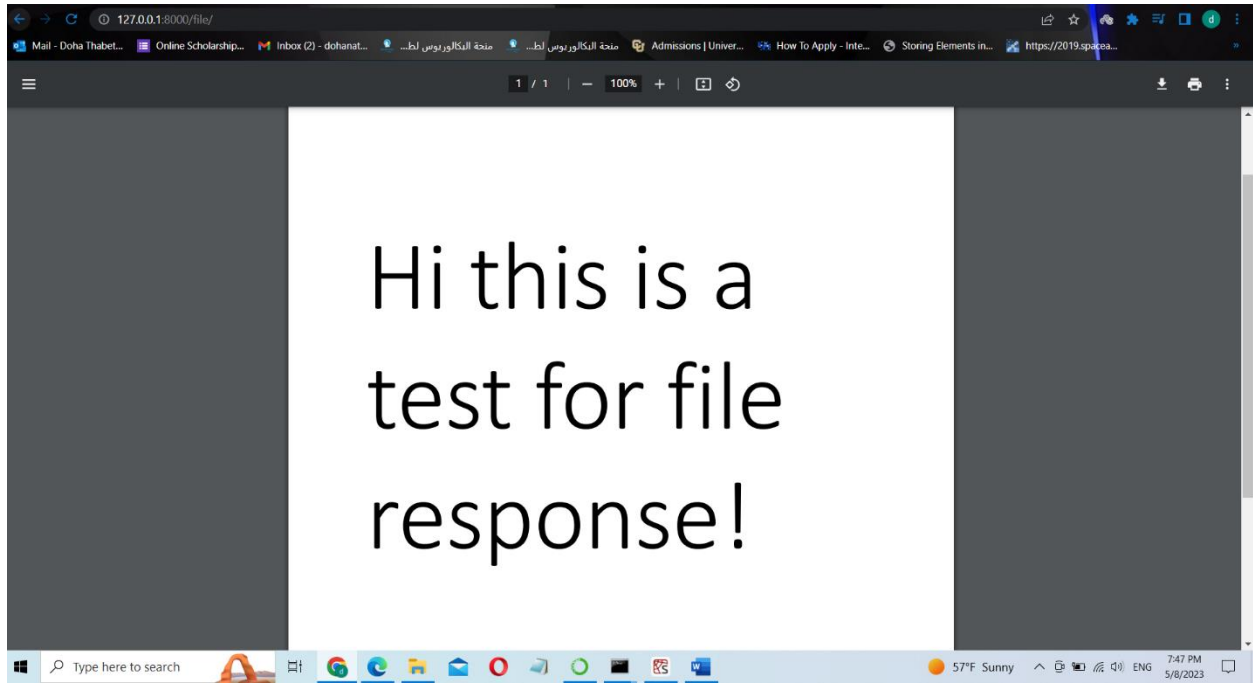 127.0.0.1:8000/file/
d
Mail - Doha Thabet... Online Scholarship... Inbox (2) - dohanat... منحة البكالوريوس لط... منحة البكالوريوس لط... Admissions | Univer... How To Apply - Inte... Storing Elements in... https://2019.spacea... »
1 / 1 | — 100% + |
Hi this is a
test for file
response!
Type here to search
57°F Sunny ENG 7:47 PM
5/8/2023